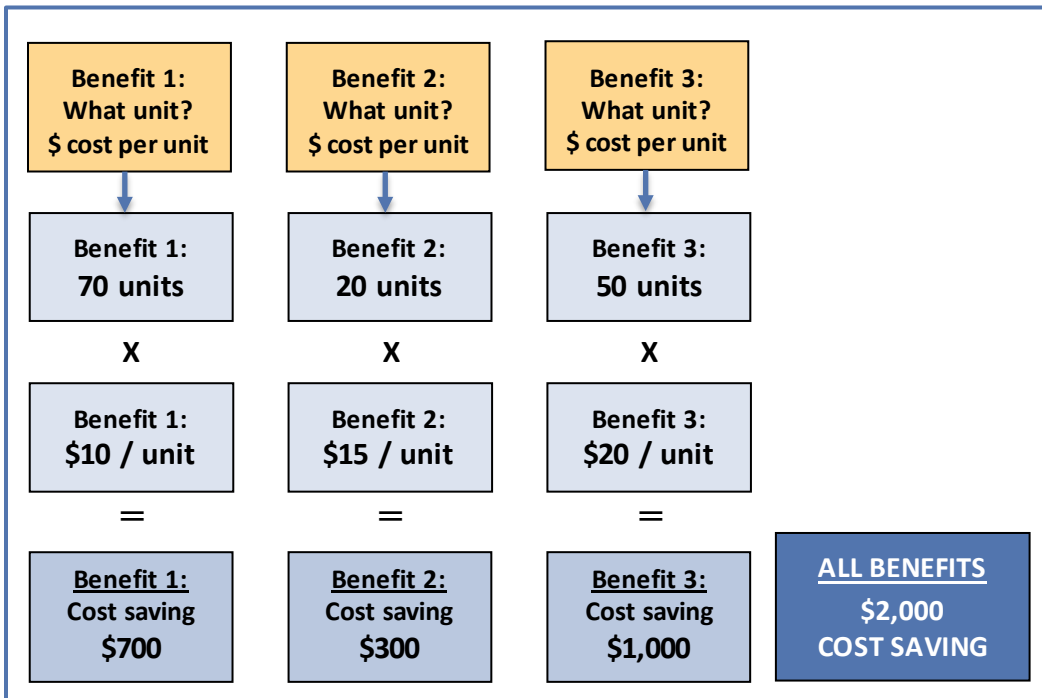 Benefit 1:
What unit?
$ cost per unit
Benefit 2:
What unit?
$ cost per unit
Benefit 3:
What unit?
$ cost per unit
Benefit 1:
70 units
Benefit 2:
20 units
Benefit 3:
50 units
X
X
X
Benefit 1:
$10 / unit
Benefit 2:
$15 / unit
Benefit 3:
$20 / unit
=
=
=
Benefit 1:
Cost saving
$700
Benefit 2:
Cost saving
$300
Benefit 3:
Cost saving
$1,000
ALL BENEFITS
$2,000
COST SAVING